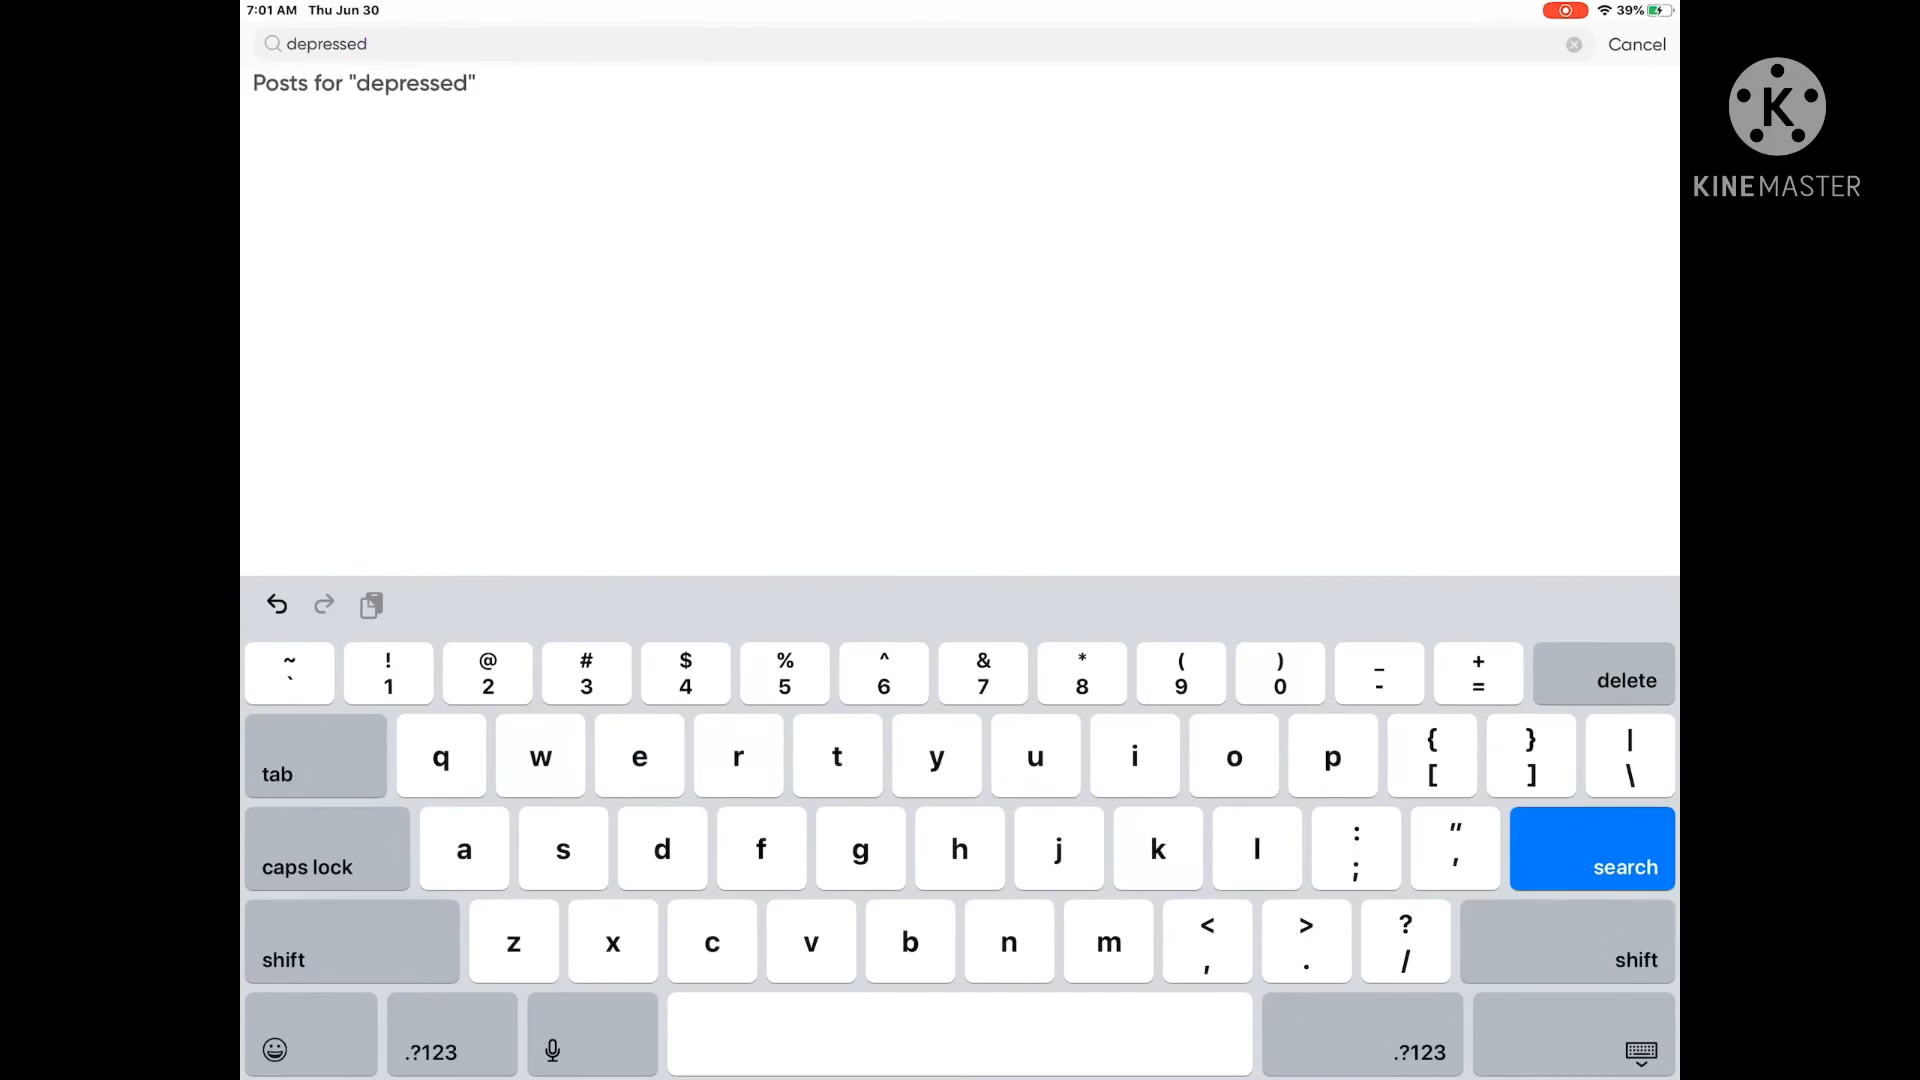 7:01 AM Thu Jun 30
39%
depressed
Cancel
Posts for "depressed"
K
KINEMASTER
~ ! @ # $ % ^ & * ( ) _ +
` 1 2 3 4 5 6 7 8 9 0 - = delete
tab q w e r t y u i o p { [ } ] | \
caps lock a s d f g h j k l : ; " ' search
shift z x c v b n m < , > . ? / shift
.?123 .?123